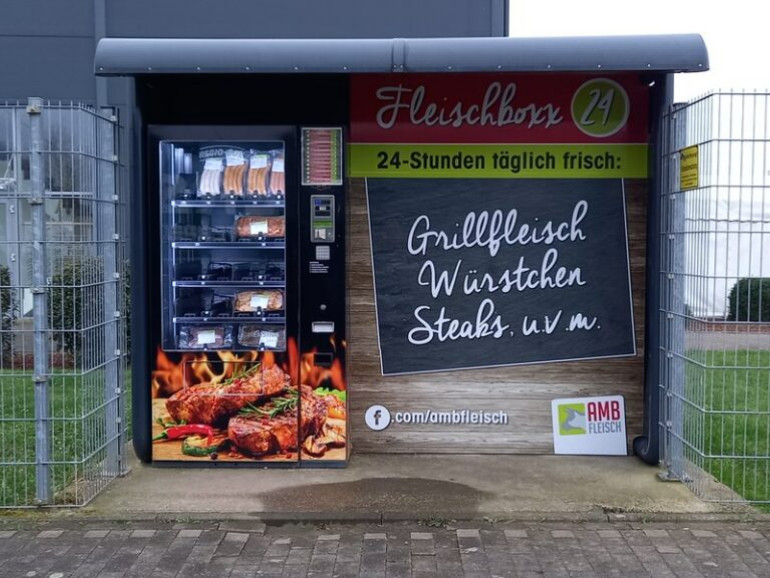 Fleischboxx 24
24-Stunden täglich frisch:
Grillfleisch
Würstchen
Steaks, u.v.m.
f .com/ambfleisch
AMB
FLEISCH